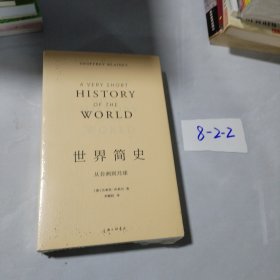 GEOFFREY BLAINEY
A VERY SHORT
HISTORY
OF THE
WORLD
世界简史
从非洲到月球
8-2-2